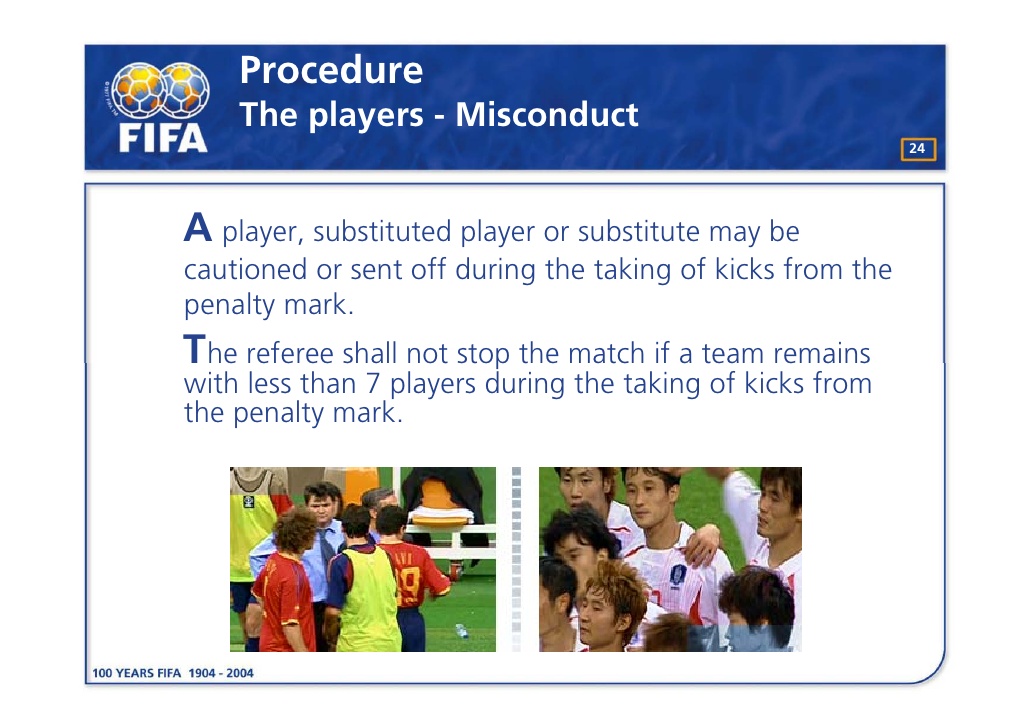 Procedure
The players - Misconduct
FIFA
24
A player, substituted player or substitute may be
cautioned or sent off during the taking of kicks from the
penalty mark.
The referee shall not stop the match if a team remains
with less than 7 players during the taking of kicks from
the penalty mark.
100 YEARS FIFA 1904 - 2004